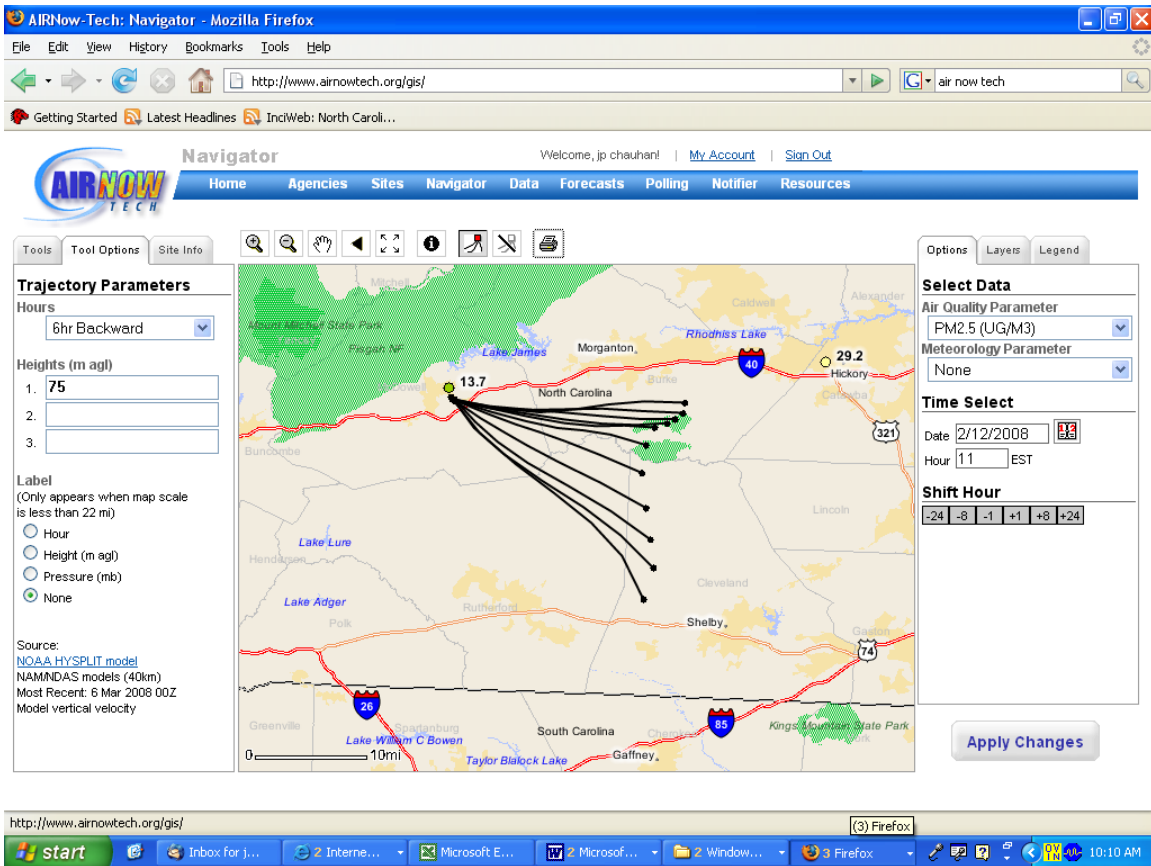 AIRNow-Tech: Navigator - Mozilla Firefox
File Edit View History Bookmarks Tools Help
http://www.airnowtech.org/gis/
G air now tech
Getting Started Latest Headlines InciWeb: North Caroli...
AIRNOW TECH
Navigator
Welcome, jp chauhan! | My Account | Sign Out
Home Agencies Sites Navigator Data Forecasts Polling Notifier Resources
Tools Tool Options Site Info
Trajectory Parameters
Hours
6hr Backward
Heights (m agl)
1. 75
2.
3.
Label
(Only appears when map scale
is less than 22 mi)
Hour
Height (m agl)
Pressure (mb)
None
Source:
NOAA HYSPLIT model
NAM/NDAS models (40km)
Most Recent: 6 Mar 2008 00Z
Model vertical velocity
Mitchell
Caldwell
Alexander
Mount Mitchell State Park
Rhodhiss Lake
Pisgah NF
Lake James
Morganton
40
29.2
Hickory
13.7
Burke
North Carolina
Catawba
321
Buncombe
Lincoln
Lake Lure
Henderson
Cleveland
Lake Adger
Rutherford
Polk
Shelby
Gaston
74
26
85
Greenville
Spartanburg
South Carolina
Cherokee
Kings Mountain State Park
York
Lake William C Bowen
0 10mi
Taylor Blalock Lake
Gaffney
Options Layers Legend
Select Data
Air Quality Parameter
PM2.5 (UG/M3)
Meteorology Parameter
None
Time Select
Date 2/12/2008
Hour 11 EST
Shift Hour
-24 -8 -1 +1 +8 +24
Apply Changes
http://www.airnowtech.org/gis/
(3) Firefox
start Inbox for j... 2 Interne... Microsoft E... 2 Microsof... 2 Window... 3 Firefox 10:10 AM